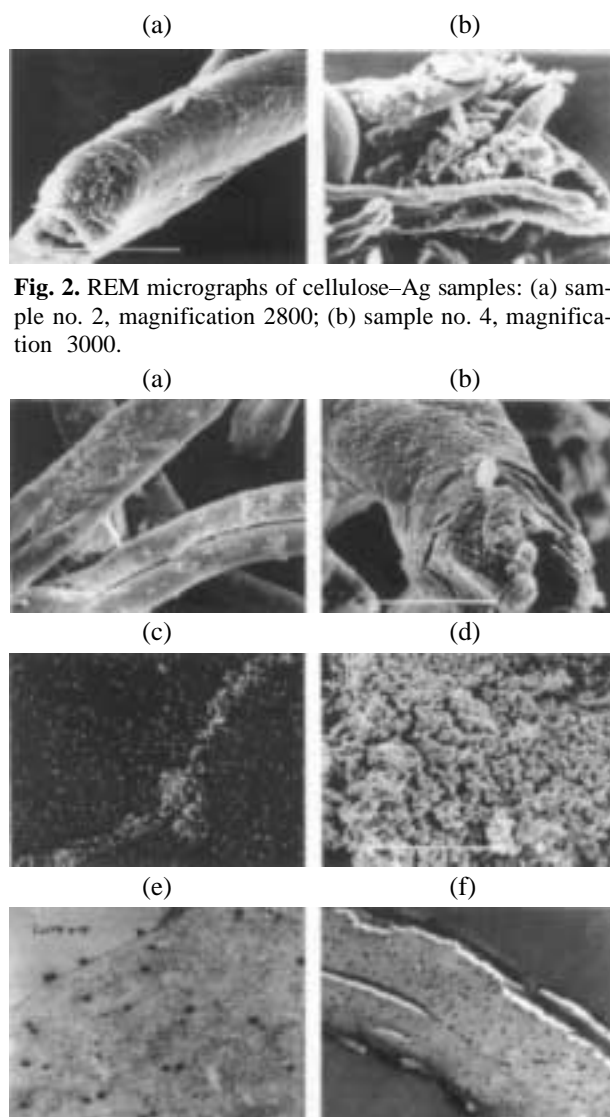 (a) (b)
Fig. 2. REM micrographs of cellulose–Ag samples: (a) sam-
ple no. 2, magnification 2800; (b) sample no. 4, magnifica-
tion 3000.
(a) (b)
(c) (d)
(e) (f)